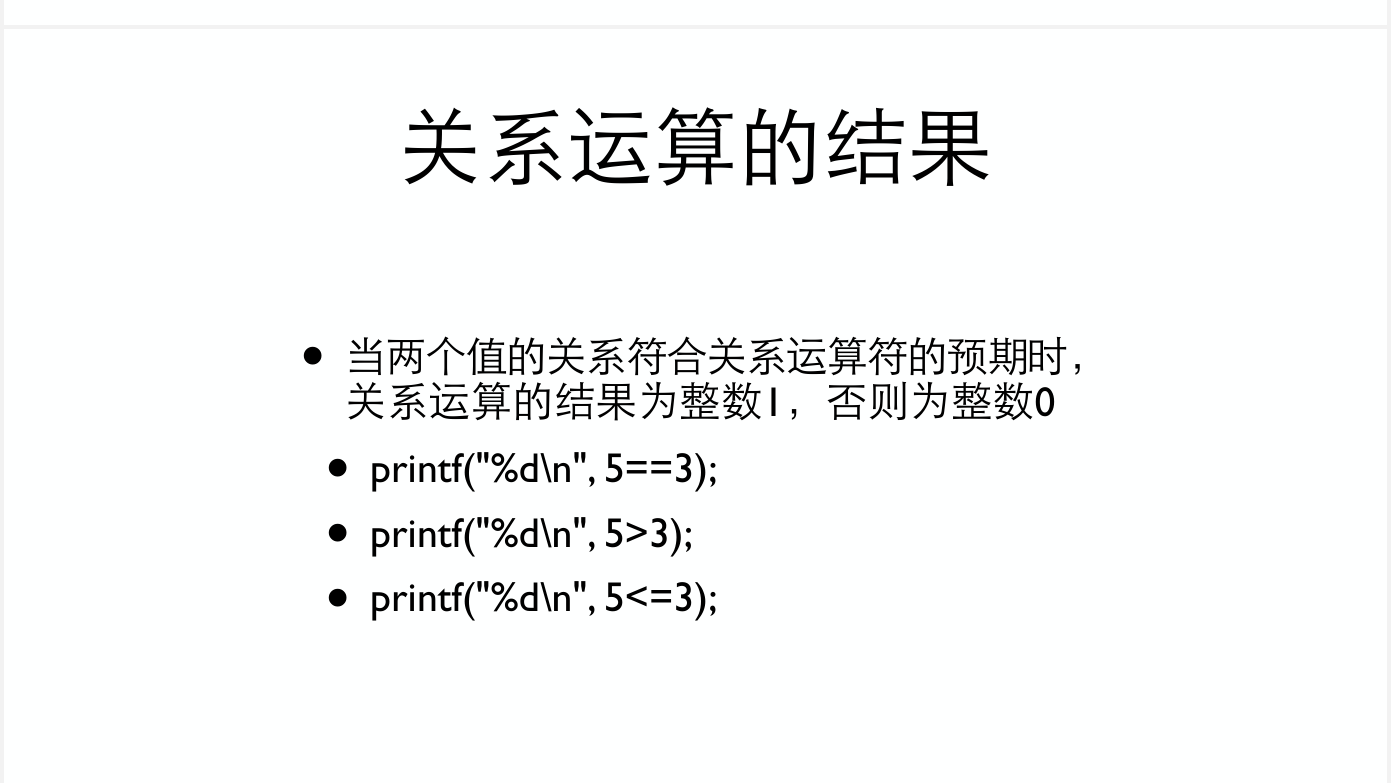 关系运算的结果
• 当两个值的关系符合关系运算符的预期时，
关系运算的结果为整数1，否则为整数0
• printf("%d\n", 5==3);
• printf("%d\n", 5>3);
• printf("%d\n", 5<=3);